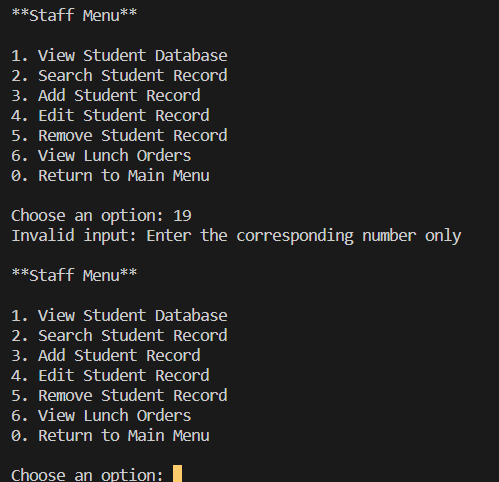 **Staff Menu**
1. View Student Database
2. Search Student Record
3. Add Student Record
4. Edit Student Record
5. Remove Student Record
6. View Lunch Orders
0. Return to Main Menu
Choose an option: 19
Invalid input: Enter the corresponding number only
**Staff Menu**
1. View Student Database
2. Search Student Record
3. Add Student Record
4. Edit Student Record
5. Remove Student Record
6. View Lunch Orders
0. Return to Main Menu
Choose an option: